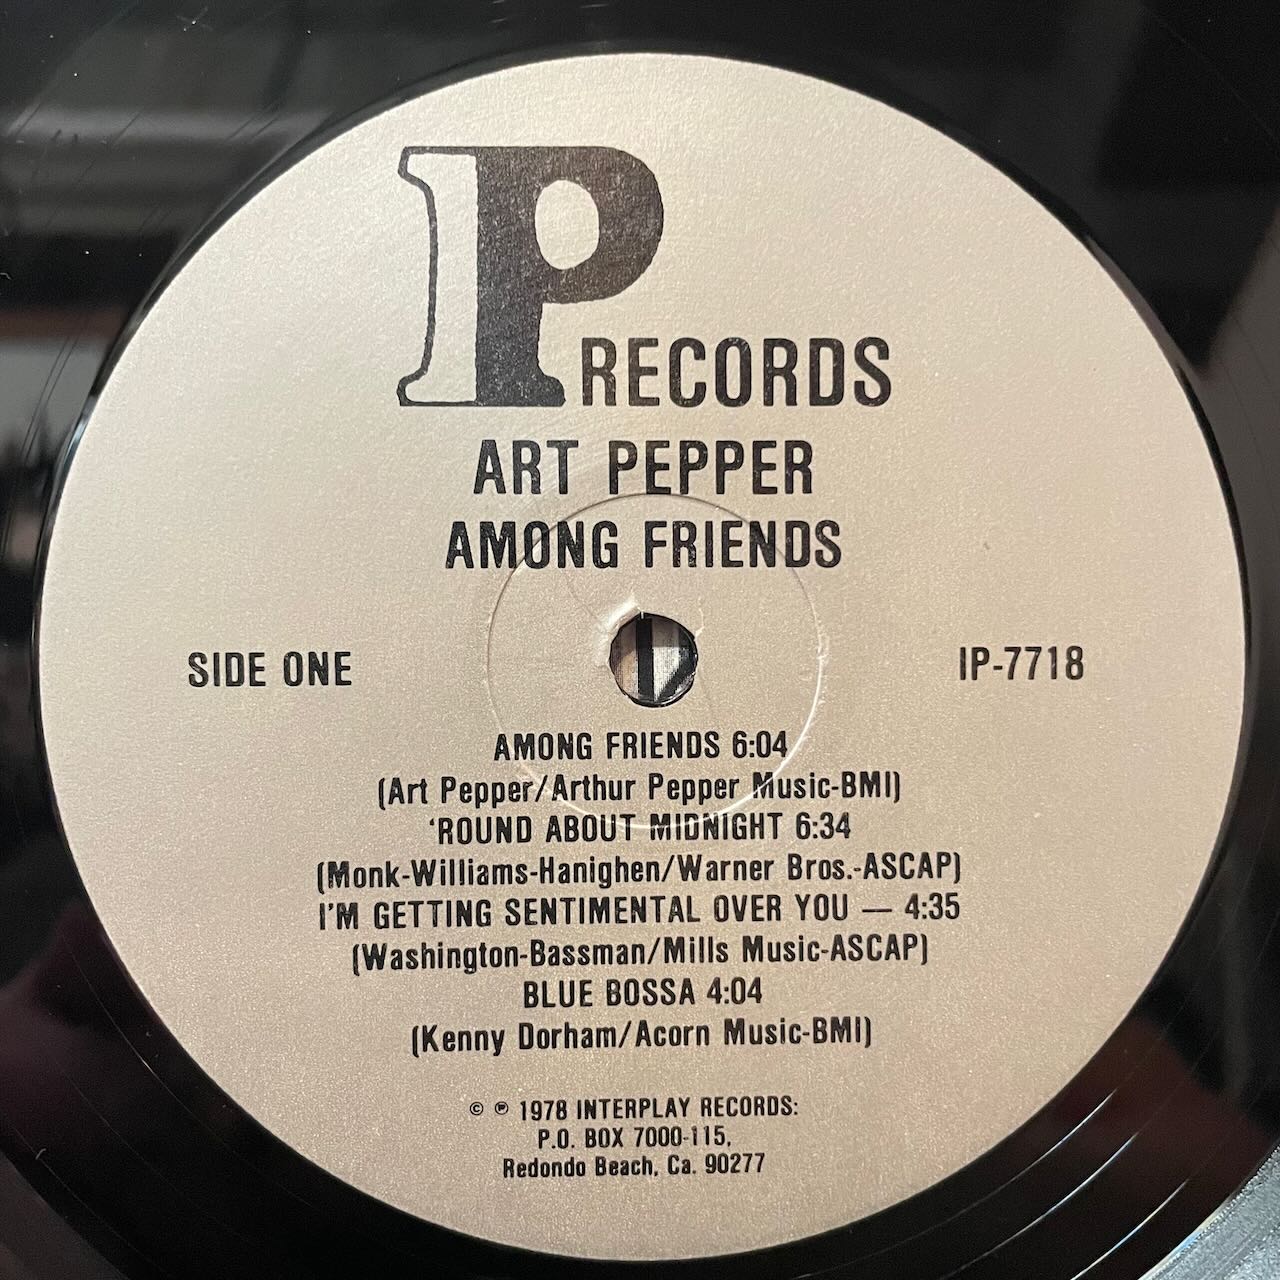 IP RECORDS
ART PEPPER
AMONG FRIENDS
SIDE ONE
IP-7718
AMONG FRIENDS 6:04
(Art Pepper/Arthur Pepper Music-BMI)
‘ROUND ABOUT MIDNIGHT 6:34
(Monk-Williams-Hanighen/Warner Bros.-ASCAP)
I'M GETTING SENTIMENTAL OVER YOU — 4:35
(Washington-Bassman/Mills Music-ASCAP)
BLUE BOSSA 4:04
(Kenny Dorham/Acorn Music-BMI)
© ℗ 1978 INTERPLAY RECORDS:
P.O. BOX 7000-115,
Redondo Beach, Ca. 90277